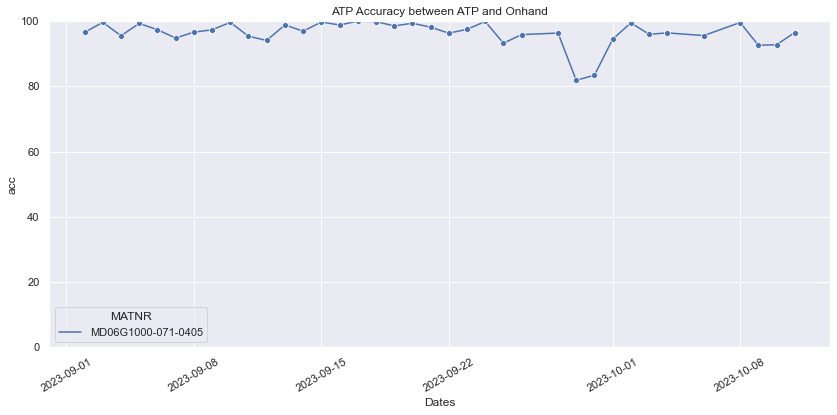 ATP Accuracy between ATP and Onhand
100
80
60
40
20
0
acc
MATNR
MD06G1000-071-0405
2023-09-01
2023-09-08
2023-09-15
2023-09-22
2023-10-01
2023-10-08
Dates